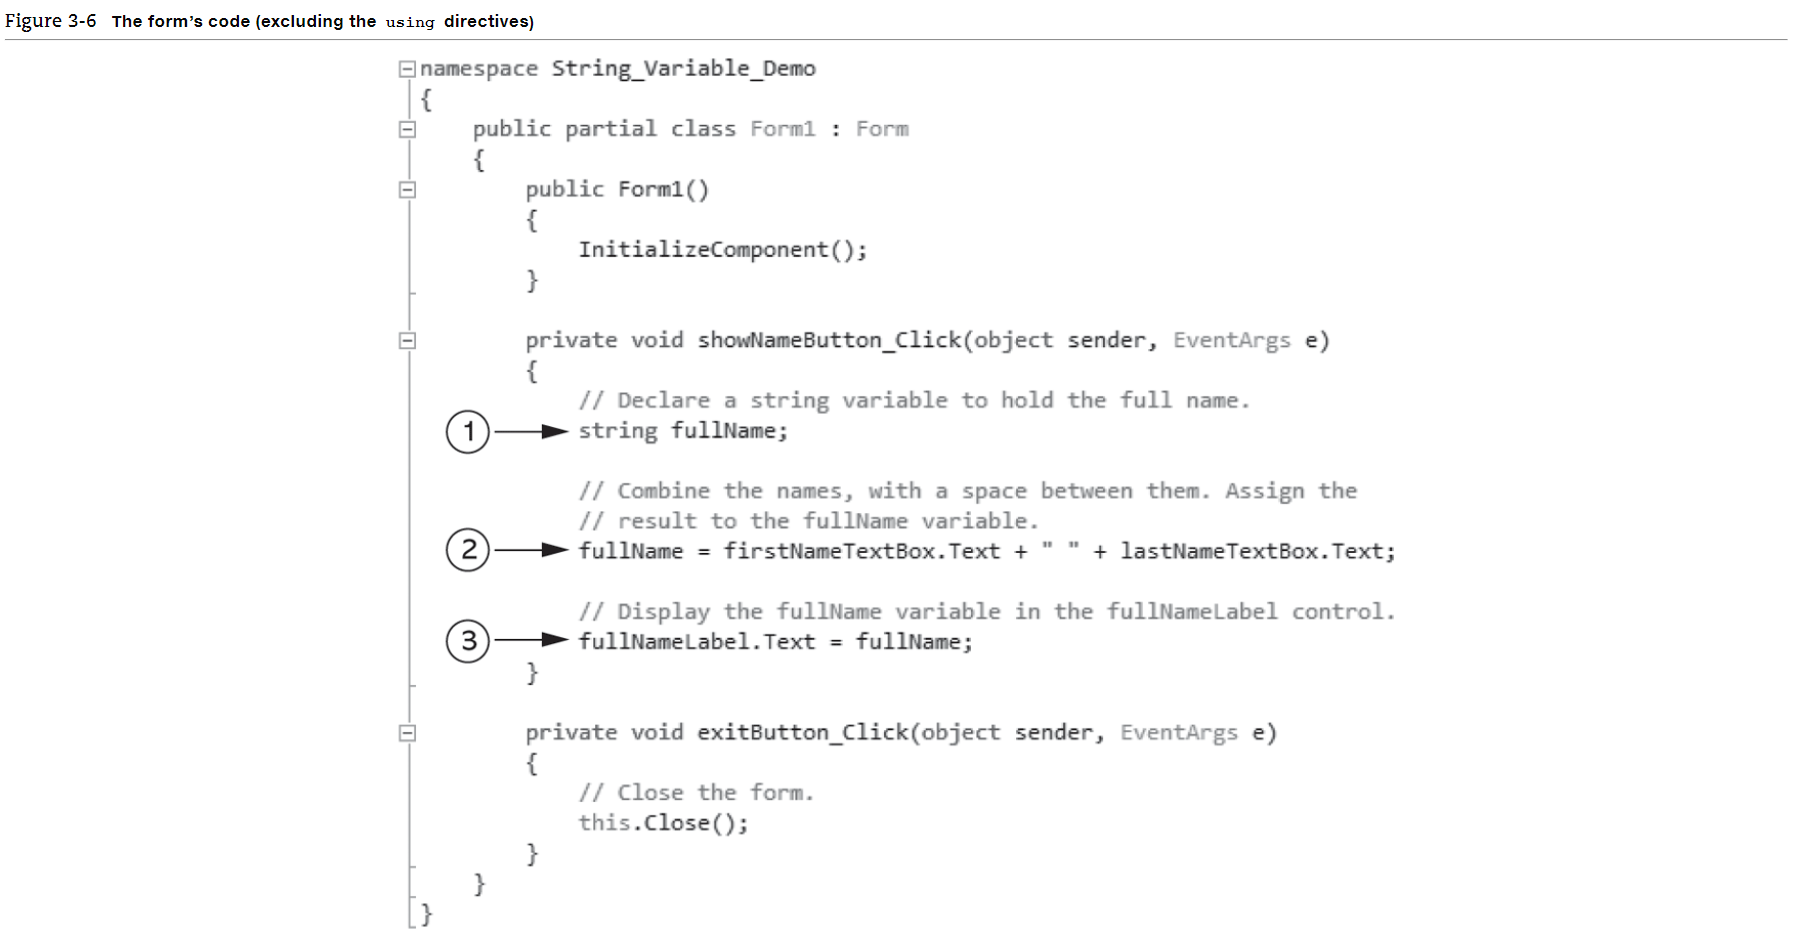 Figure 3-6 The form's code (excluding the using directives)
namespace String_Variable_Demo
{
    public partial class Form1 : Form
    {
        public Form1()
        {
            InitializeComponent();
        }

        private void showNameButton_Click(object sender, EventArgs e)
        {
            // Declare a string variable to hold the full name.
1           string fullName;

            // Combine the names, with a space between them. Assign the
            // result to the fullName variable.
2           fullName = firstNameTextBox.Text + " " + lastNameTextBox.Text;

            // Display the fullName variable in the fullNameLabel control.
3           fullNameLabel.Text = fullName;
        }

        private void exitButton_Click(object sender, EventArgs e)
        {
            // Close the form.
            this.Close();
        }
    }
}